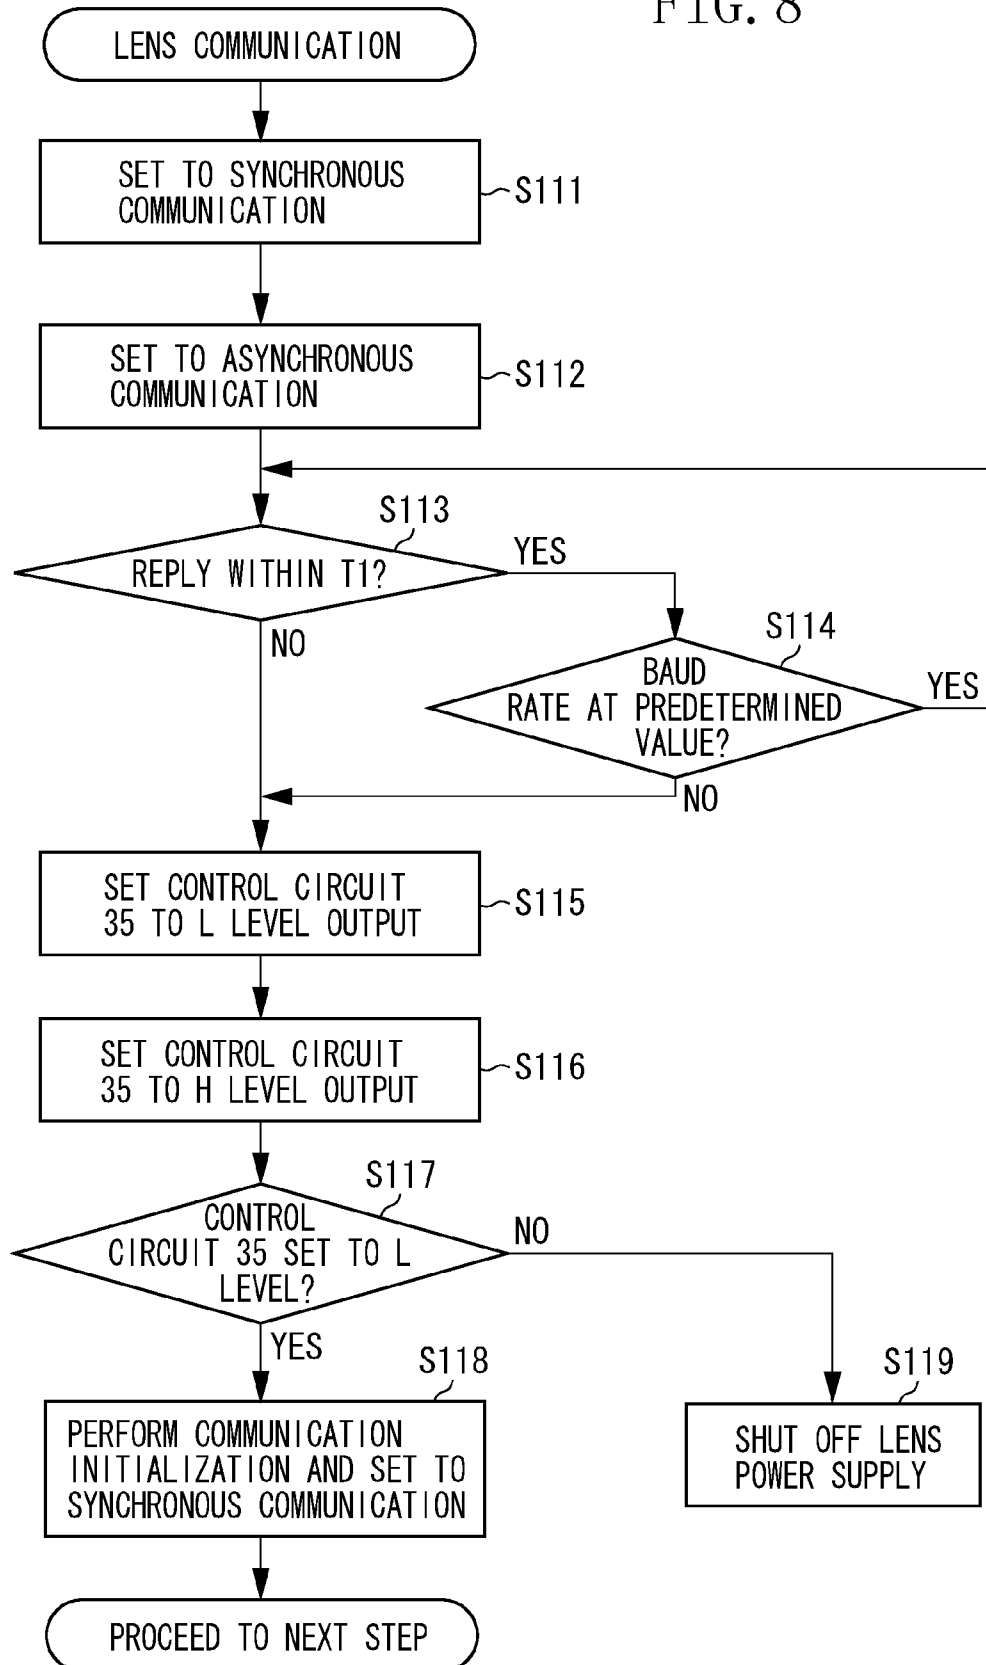 FIG. 8
LENS COMMUNICATION
SET TO SYNCHRONOUS
COMMUNICATION
S111
SET TO ASYNCHRONOUS
COMMUNICATION
S112
S113
REPLY WITHIN T1?
YES
NO
S114
BAUD
RATE AT PREDETERMINED
VALUE?
YES
NO
SET CONTROL CIRCUIT
35 TO L LEVEL OUTPUT
S115
SET CONTROL CIRCUIT
35 TO H LEVEL OUTPUT
S116
S117
CONTROL
CIRCUIT 35 SET TO L
LEVEL?
NO
YES
S118
PERFORM COMMUNICATION
INITIALIZATION AND SET TO
SYNCHRONOUS COMMUNICATION
S119
SHUT OFF LENS
POWER SUPPLY
PROCEED TO NEXT STEP